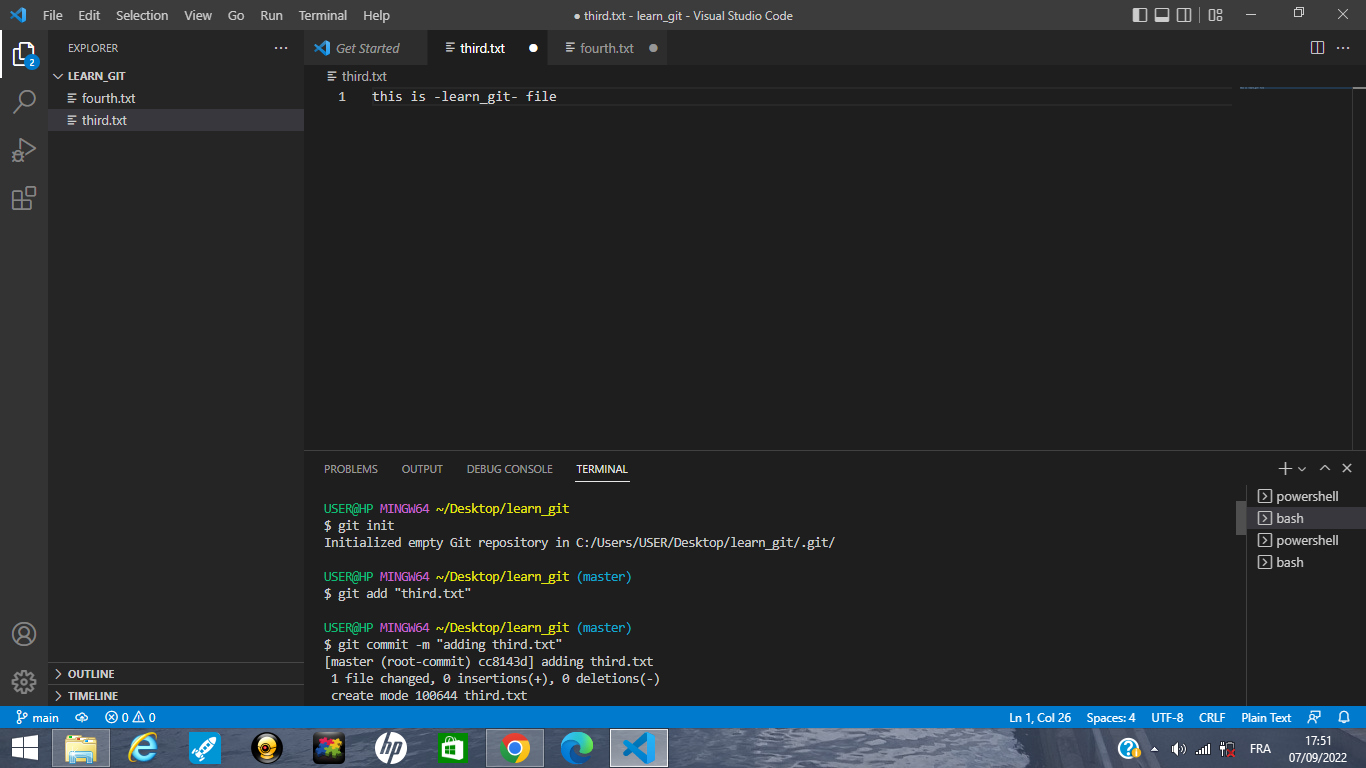 File Edit Selection View Go Run Terminal Help ● third.txt - learn_git - Visual Studio Code
EXPLORER
Get Started third.txt fourth.txt
2
LEARN_GIT
third.txt
fourth.txt
1 this is -learn_git- file
third.txt
PROBLEMS OUTPUT DEBUG CONSOLE TERMINAL
powershell
bash
powershell
bash
USER@HP MINGW64 ~/Desktop/learn_git
$ git init
Initialized empty Git repository in C:/Users/USER/Desktop/learn_git/.git/
USER@HP MINGW64 ~/Desktop/learn_git (master)
$ git add "third.txt"
USER@HP MINGW64 ~/Desktop/learn_git (master)
$ git commit -m "adding third.txt"
[master (root-commit) cc8143d] adding third.txt
1 file changed, 0 insertions(+), 0 deletions(-)
create mode 100644 third.txt
OUTLINE
TIMELINE
main 0 0 Ln 1, Col 26 Spaces: 4 UTF-8 CRLF Plain Text
hp FRA 17:51
07/09/2022